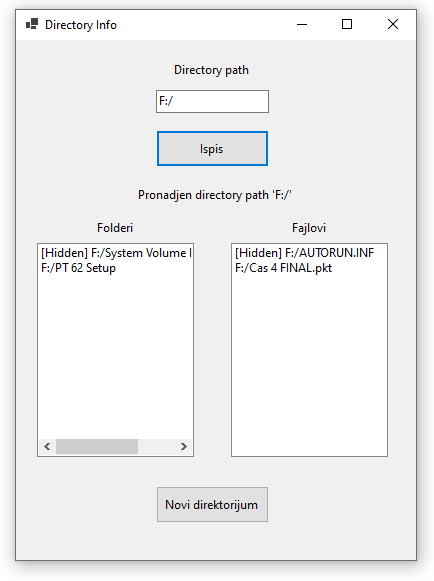 Directory Info
Directory path
F:/
Ispis
Pronadjen directory path 'F:/'
Folderi
Fajlovi
[Hidden] F:/System Volume
F:/PT 62 Setup
[Hidden] F:/AUTORUN.INF
F:/Cas 4 FINAL.pkt
Novi direktorijum